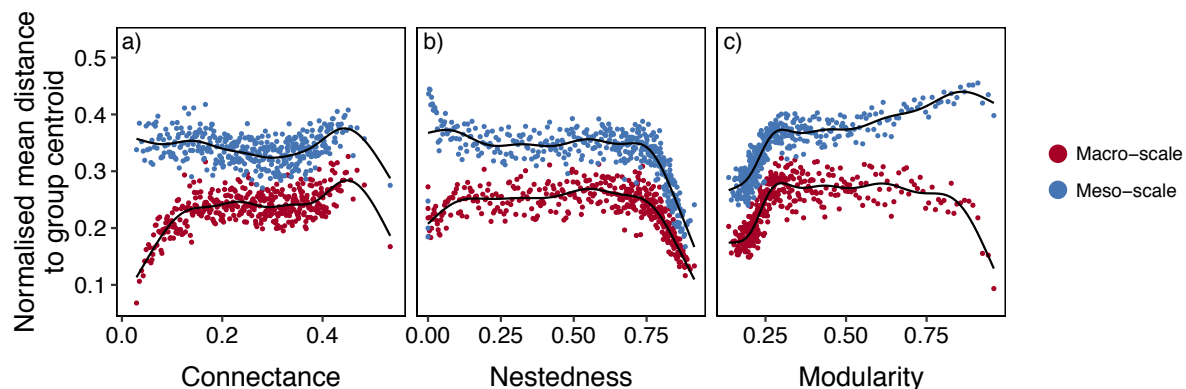 Normalised mean distance
to group centroid
0.5
0.4
0.3
0.2
0.1
a)
0.0 0.2 0.4
Connectance
b)
0.00 0.25 0.50 0.75
Nestedness
c)
0.25 0.50 0.75
Modularity
Macro−scale
Meso−scale